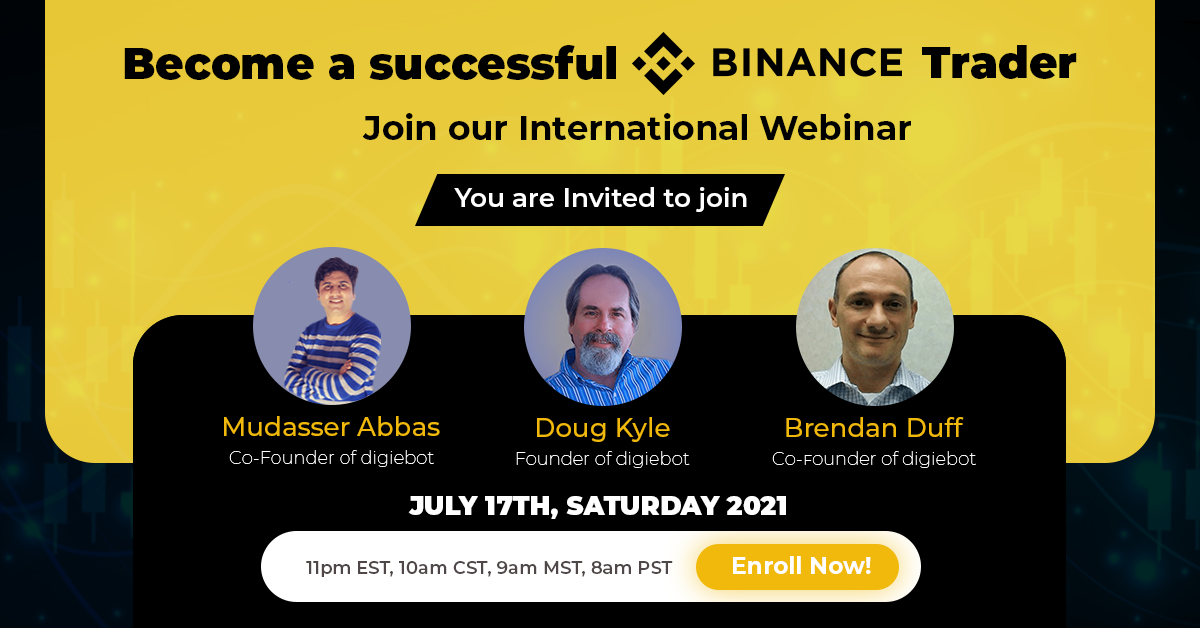 Become a successful BINANCE Trader
Join our International Webinar
You are Invited to join
Mudasser Abbas
Co-Founder of digiebot
Doug Kyle
Founder of digiebot
Brendan Duff
Co-Founder of digiebot
JULY 17TH, SATURDAY 2021
11pm EST, 10am CST, 9am MST, 8am PST
Enroll Now!